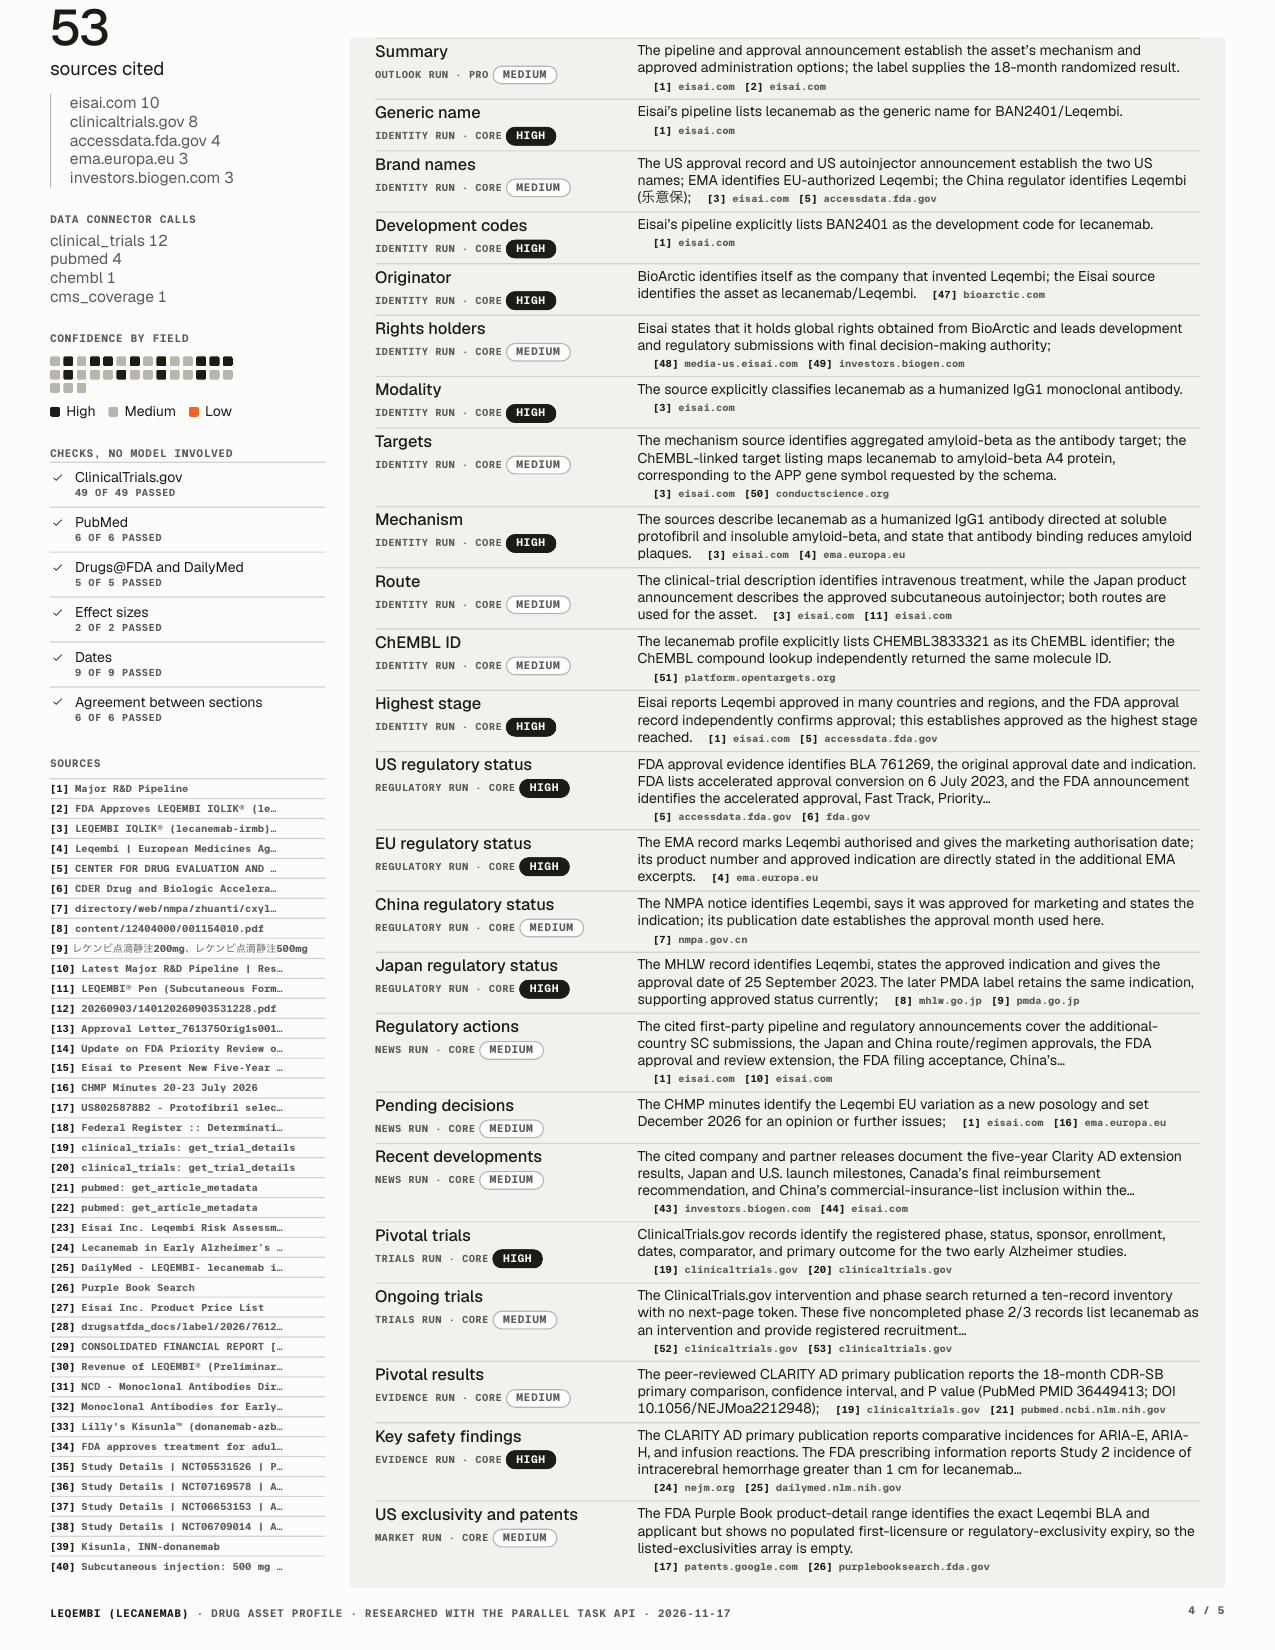 53
sources cited
eisai.com 10
clinicaltrials.gov 8
accessdata.fda.gov 4
ema.europa.eu 3
investors.biogen.com 3
DATA CONNECTOR CALLS
clinical_trials 12
pubmed 4
chembl 1
cms_coverage 1
CONFIDENCE BY FIELD
High Medium Low
CHECKS, NO MODEL INVOLVED
ClinicalTrials.gov
49 OF 49 PASSED
PubMed
6 OF 6 PASSED
Drugs@FDA and DailyMed
5 OF 5 PASSED
Effect sizes
2 OF 2 PASSED
Dates
9 OF 9 PASSED
Agreement between sections
6 OF 6 PASSED
SOURCES
[1] Major R&D Pipeline
[2] FDA Approves LEQEMBI IQLIK® (le…
[3] LEQEMBI IQLIK® (lecanemab-irmb)…
[4] Leqembi | European Medicines Ag…
[5] CENTER FOR DRUG EVALUATION AND …
[6] CDER Drug and Biologic Accelera…
[7] directory/web/nmpa/zhuanti/cxyl…
[8] content/12404000/001154010.pdf
[9] レケンビ点滴静注200mg、レケンビ点滴静注500mg
[10] Latest Major R&D Pipeline | Res…
[11] LEQEMBI® Pen (Subcutaneous Form…
[12] 20260903/140120260903531228.pdf
[13] Approval Letter_761375Orig1s001…
[14] Update on FDA Priority Review o…
[15] Eisai to Present New Five-Year …
[16] CHMP Minutes 20-23 July 2026
[17] US8025878B2 - Protofibril selec…
[18] Federal Register :: Determinati…
[19] clinical_trials: get_trial_details
[20] clinical_trials: get_trial_details
[21] pubmed: get_article_metadata
[22] pubmed: get_article_metadata
[23] Eisai Inc. Leqembi Risk Assessm…
[24] Lecanemab in Early Alzheimer's …
[25] DailyMed - LEQEMBI- lecanemab i…
[26] Purple Book Search
[27] Eisai Inc. Product Price List
[28] drugsatfda_docs/label/2026/7612…
[29] CONSOLIDATED FINANCIAL REPORT [… 
[30] Revenue of LEQEMBI® (Preliminar…
[31] NCD - Monoclonal Antibodies Dir…
[32] Monoclonal Antibodies for Early…
[33] Lilly's Kisunla™ (donanemab-azb…
[34] FDA approves treatment for adul…
[35] Study Details | NCT05531526 | P…
[36] Study Details | NCT07169578 | A…
[37] Study Details | NCT06653153 | A…
[38] Study Details | NCT06709014 | A…
[39] Kisunla, INN-donanemab
[40] Subcutaneous injection: 500 mg …
Summary
OUTLOOK RUN · PRO MEDIUM
The pipeline and approval announcement establish the asset's mechanism and
approved administration options; the label supplies the 18-month randomized result.
[1] eisai.com [2] eisai.com
Generic name
IDENTITY RUN · CORE HIGH
Eisai's pipeline lists lecanemab as the generic name for BAN2401/Leqembi.
[1] eisai.com
Brand names
IDENTITY RUN · CORE MEDIUM
The US approval record and US autoinjector announcement establish the two US
names; EMA identifies EU-authorized Leqembi; the China regulator identifies Leqembi
(乐意保); [3] eisai.com [5] accessdata.fda.gov
Development codes
IDENTITY RUN · CORE HIGH
Eisai's pipeline explicitly lists BAN2401 as the development code for lecanemab.
[1] eisai.com
Originator
IDENTITY RUN · CORE HIGH
BioArctic identifies itself as the company that invented Leqembi; the Eisai source
identifies the asset as lecanemab/Leqembi. [47] bioarctic.com
Rights holders
IDENTITY RUN · CORE MEDIUM
Eisai states that it holds global rights obtained from BioArctic and leads development
and regulatory submissions with final decision-making authority;
[48] media-us.eisai.com [49] investors.biogen.com
Modality
IDENTITY RUN · CORE HIGH
The source explicitly classifies lecanemab as a humanized IgG1 monoclonal antibody.
[3] eisai.com
Targets
IDENTITY RUN · CORE MEDIUM
The mechanism source identifies aggregated amyloid-beta as the antibody target; the
ChEMBL-linked target listing maps lecanemab to amyloid-beta A4 protein,
corresponding to the APP gene symbol requested by the schema.
[3] eisai.com [50] conductscience.org
Mechanism
IDENTITY RUN · CORE HIGH
The sources describe lecanemab as a humanized IgG1 antibody directed at soluble
protofibril and insoluble amyloid-beta, and state that antibody binding reduces amyloid
plaques. [3] eisai.com [4] ema.europa.eu
Route
IDENTITY RUN · CORE MEDIUM
The clinical-trial description identifies intravenous treatment, while the Japan product
announcement describes the approved subcutaneous autoinjector; both routes are
used for the asset. [3] eisai.com [11] eisai.com
ChEMBL ID
IDENTITY RUN · CORE MEDIUM
The lecanemab profile explicitly lists CHEMBL3833321 as its ChEMBL identifier; the
ChEMBL compound lookup independently returned the same molecule ID.
[51] platform.opentargets.org
Highest stage
IDENTITY RUN · CORE HIGH
Eisai reports Leqembi approved in many countries and regions, and the FDA approval
record independently confirms approval; this establishes approved as the highest stage
reached. [1] eisai.com [5] accessdata.fda.gov
US regulatory status
REGULATORY RUN · CORE HIGH
FDA approval evidence identifies BLA 761269, the original approval date and indication.
FDA lists accelerated approval conversion on 6 July 2023, and the FDA announcement
identifies the accelerated approval, Fast Track, Priority…
[5] accessdata.fda.gov [6] fda.gov
EU regulatory status
REGULATORY RUN · CORE HIGH
The EMA record marks Leqembi authorised and gives the marketing authorisation date;
its product number and approved indication are directly stated in the additional EMA
excerpts. [4] ema.europa.eu
China regulatory status
REGULATORY RUN · CORE MEDIUM
The NMPA notice identifies Leqembi, says it was approved for marketing and states the
indication; its publication date establishes the approval month used here.
[7] nmpa.gov.cn
Japan regulatory status
REGULATORY RUN · CORE HIGH
The MHLW record identifies Leqembi, states the approved indication and gives the
approval date of 25 September 2023. The later PMDA label retains the same indication,
supporting approved status currently; [8] mhlw.go.jp [9] pmda.go.jp
Regulatory actions
NEWS RUN · CORE MEDIUM
The cited first-party pipeline and regulatory announcements cover the additional-
country SC submissions, the Japan and China route/regimen approvals, the FDA
approval and review extension, the FDA filing acceptance, China's…
[1] eisai.com [10] eisai.com
Pending decisions
NEWS RUN · CORE MEDIUM
The CHMP minutes identify the Leqembi EU variation as a new posology and set
December 2026 for an opinion or further issues; [1] eisai.com [16] ema.europa.eu
Recent developments
NEWS RUN · CORE MEDIUM
The cited company and partner releases document the five-year Clarity AD extension
results, Japan and U.S. launch milestones, Canada's final reimbursement
recommendation, and China's commercial-insurance-list inclusion within the…
[43] investors.biogen.com [44] eisai.com
Pivotal trials
TRIALS RUN · CORE HIGH
ClinicalTrials.gov records identify the registered phase, status, sponsor, enrollment,
dates, comparator, and primary outcome for the two early Alzheimer studies.
[19] clinicaltrials.gov [20] clinicaltrials.gov
Ongoing trials
TRIALS RUN · CORE MEDIUM
The ClinicalTrials.gov intervention and phase search returned a ten-record inventory
with no next-page token. These five noncompleted phase 2/3 records list lecanemab as
an intervention and provide registered recruitment…
[52] clinicaltrials.gov [53] clinicaltrials.gov
Pivotal results
EVIDENCE RUN · CORE MEDIUM
The peer-reviewed CLARITY AD primary publication reports the 18-month CDR-SB
primary comparison, confidence interval, and P value (PubMed PMID 36449413; DOI
10.1056/NEJMoa2212948); [19] clinicaltrials.gov [21] pubmed.ncbi.nlm.nih.gov
Key safety findings
EVIDENCE RUN · CORE HIGH
The CLARITY AD primary publication reports comparative incidences for ARIA-E, ARIA-
H, and infusion reactions. The FDA prescribing information reports Study 2 incidence of
intracerebral hemorrhage greater than 1 cm for lecanemab…
[24] nejm.org [25] dailymed.nlm.nih.gov
US exclusivity and patents
MARKET RUN · CORE MEDIUM
The FDA Purple Book product-detail range identifies the exact Leqembi BLA and
applicant but shows no populated first-licensure or regulatory-exclusivity expiry, so the
listed-exclusivities array is empty.
[17] patents.google.com [26] purplebooksearch.fda.gov
LEQEMBI (LECANEMAB) · DRUG ASSET PROFILE · RESEARCHED WITH THE PARALLEL TASK API · 2026-11-17
4 / 5